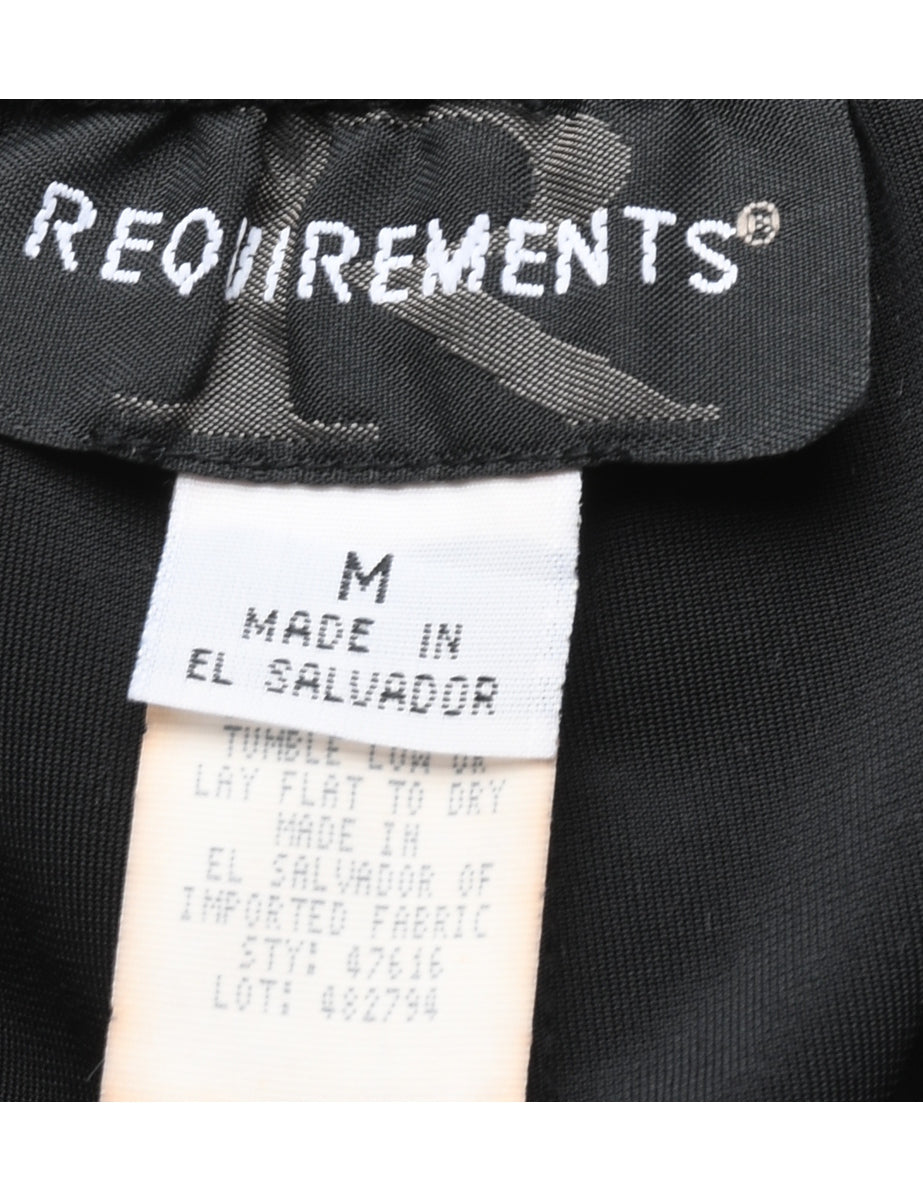 REQUIREMENTS®
R
M
MADE IN
EL SALVADOR
TUMBLE LOW OR
LAY FLAT TO DRY
MADE IN
EL SALVADOR OF
IMPORTED FABRIC
STY: 47616
LOT: 482794